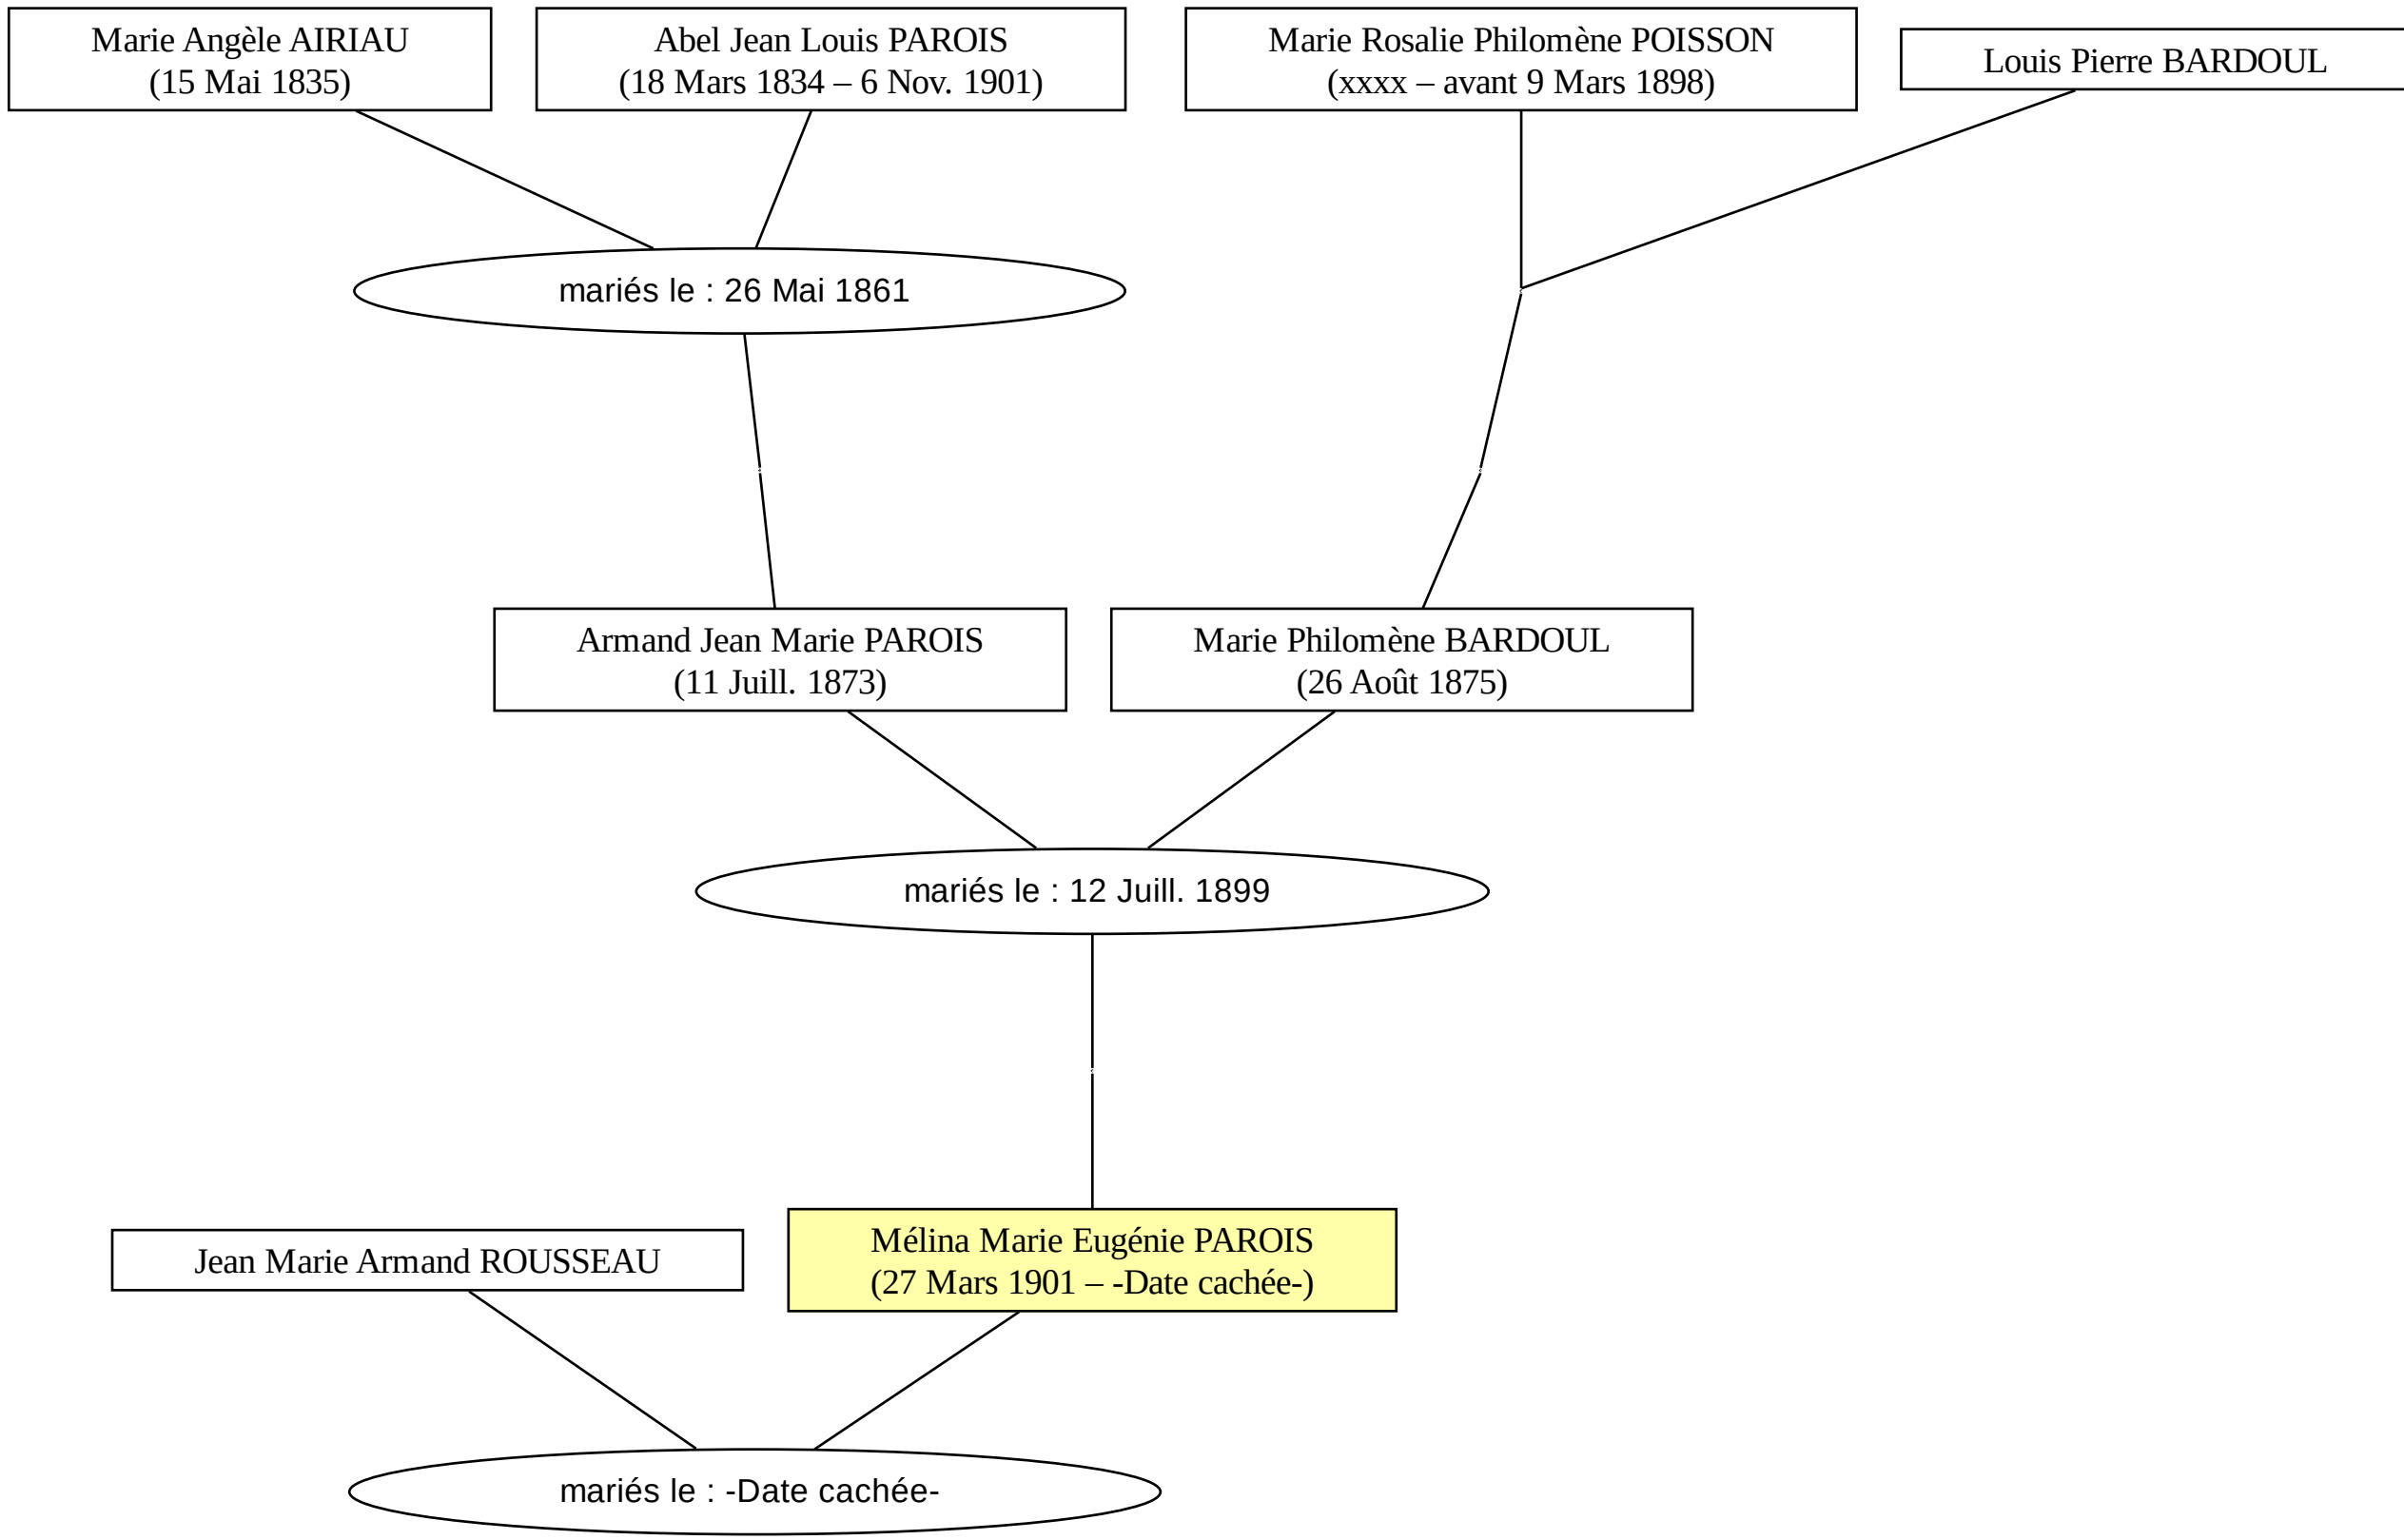 Marie Angèle AIRIAU
(15 Mai 1835)
Abel Jean Louis PAROIS
(18 Mars 1834 – 6 Nov. 1901)
Marie Rosalie Philomène POISSON
(xxxx – avant 9 Mars 1898)
Louis Pierre BARDOUL
mariés le : 26 Mai 1861
Armand Jean Marie PAROIS
(11 Juill. 1873)
Marie Philomène BARDOUL
(26 Août 1875)
mariés le : 12 Juill. 1899
Jean Marie Armand ROUSSEAU
Mélina Marie Eugénie PAROIS
(27 Mars 1901 – -Date cachée-)
mariés le : -Date cachée-